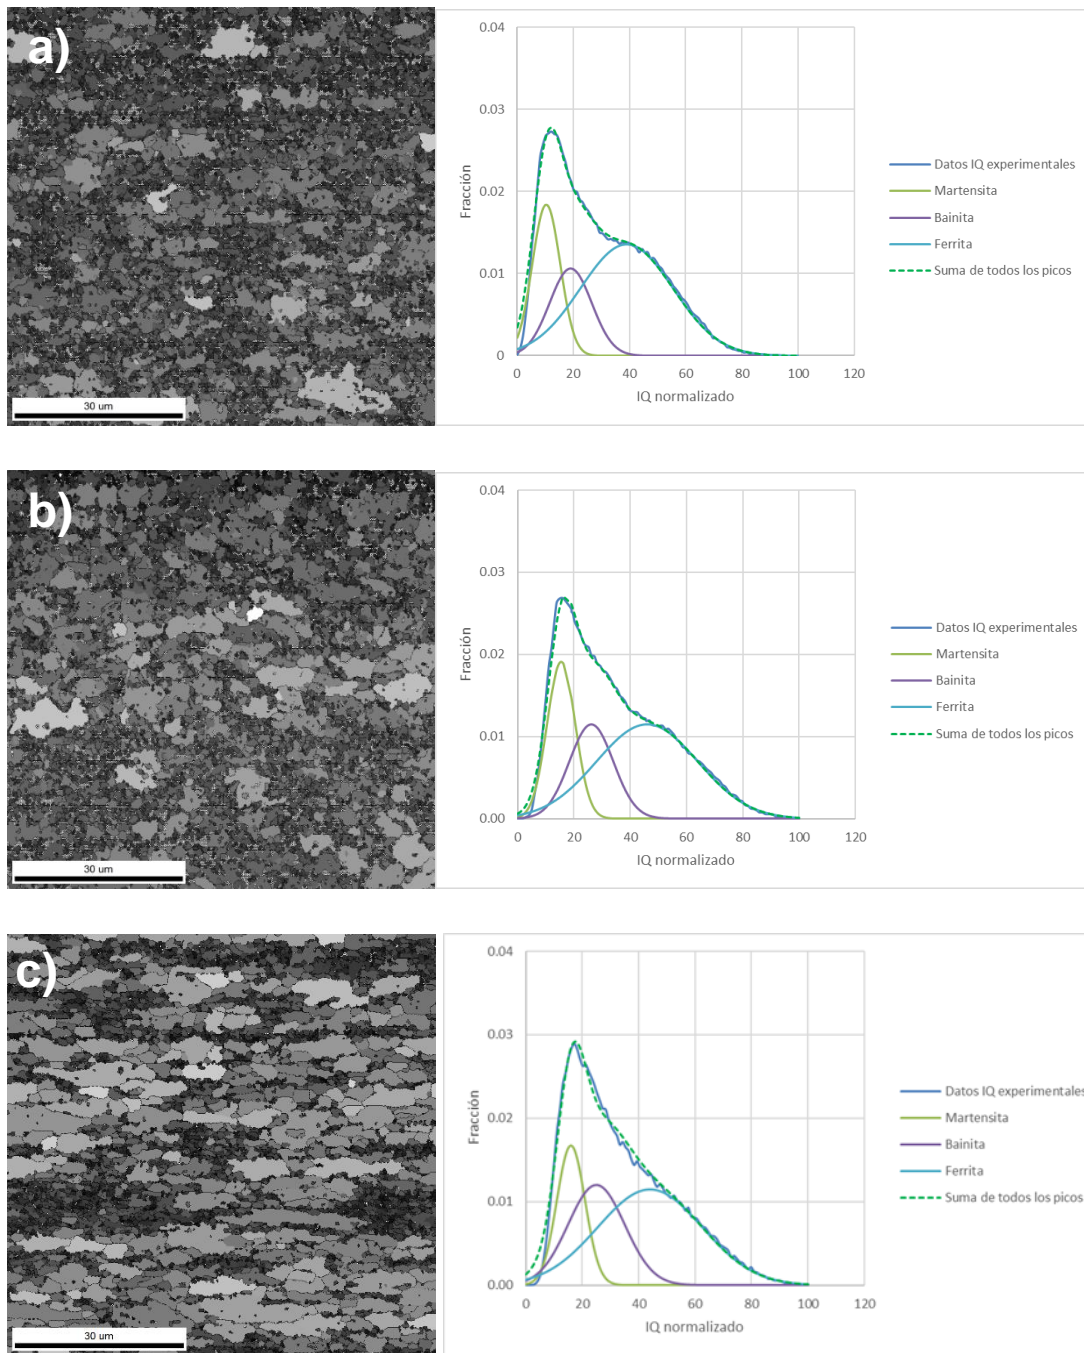 a)
30 um
0.04
0.03
0.02
0.01
0
Fracción
0 20 40 60 80 100 120
IQ normalizado
Datos IQ experimentales
Martensita
Bainita
Ferrita
Suma de todos los picos
b)
30 um
0.04
0.03
0.02
0.01
0.00
Fracción
0 20 40 60 80 100 120
IQ normalizado
Datos IQ experimentales
Martensita
Bainita
Ferrita
Suma de todos los picos
c)
30 um
0.04
0.03
0.02
0.01
0.00
Fracción
0 20 40 60 80 100 120
IQ normalizado
Datos IQ experimentales
Martensita
Bainita
Ferrita
Suma de todos los picos